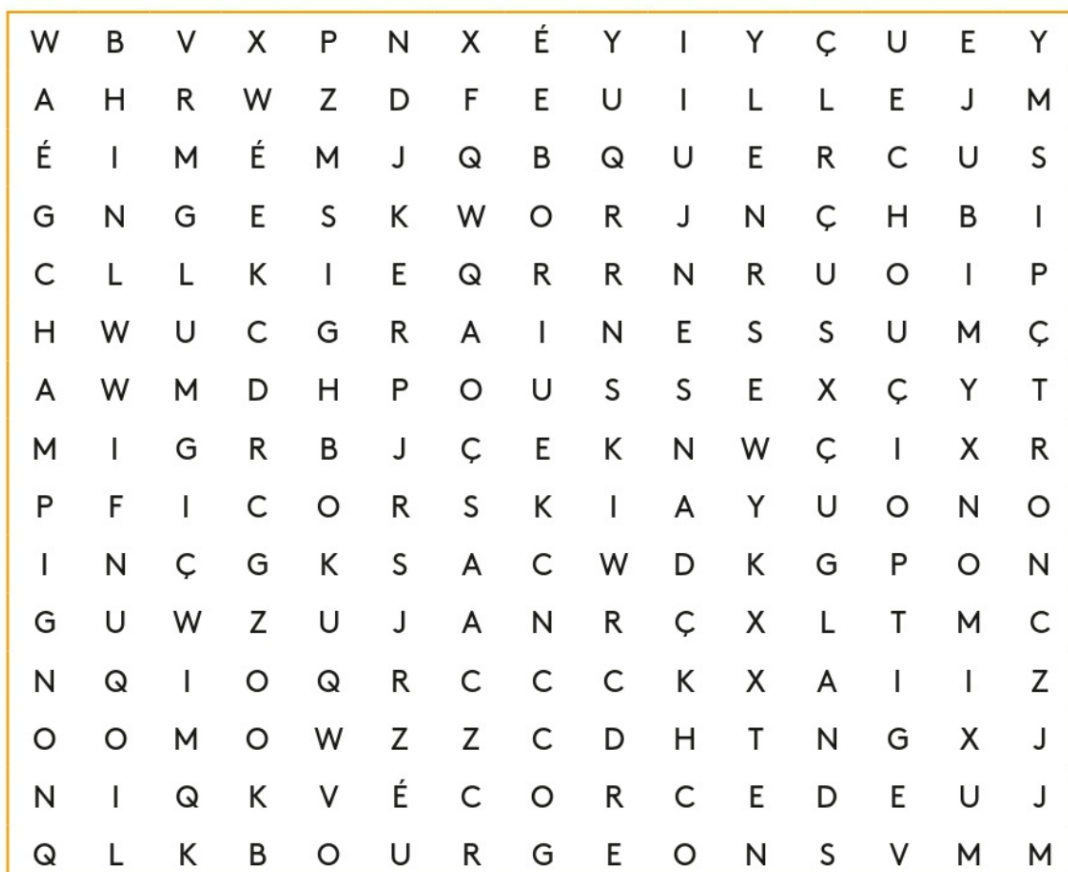 W B V X P N X É Y I Y Ç U E Y
A H R W Z D F E U I L L E J M
É I M É M J Q B Q U E R C U S
G N G E S K W O R J N Ç H B I
C L L K I E Q R R N R U O I P
H W U C G R A I N E S S U M Ç
A W M D H P O U S S E X Ç Y T
M I G R B J Ç E K N W Ç I X R
P F I C O R S K I A Y U O N O
I N Ç G K S A C W D K G P O N
G U W Z U J A N R Ç X L T M C
N Q I O Q R C C C K X A I I Z
O O M O W Z Z C D H T N G X J
N I Q K V É C O R C E D E U J
Q L K B O U R G E O N S V M M